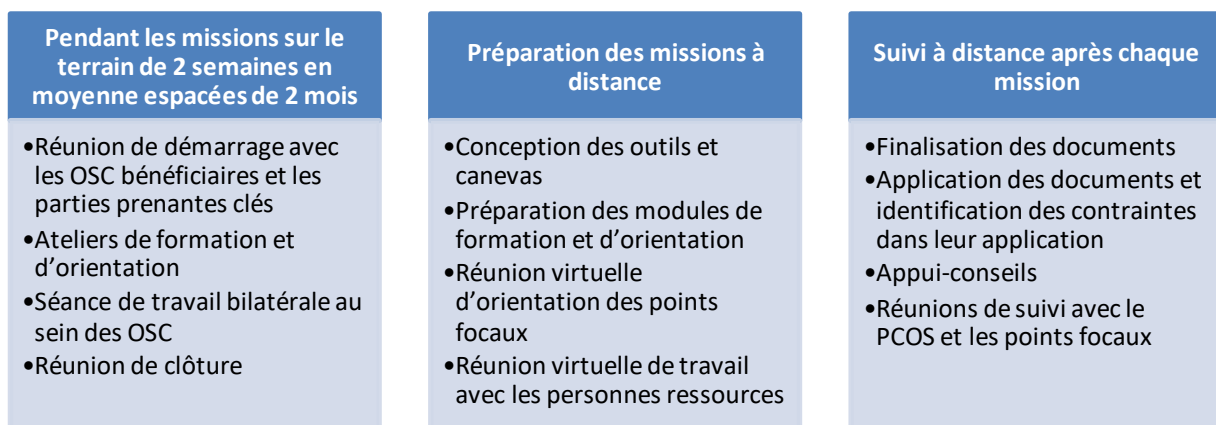 Pendant les missions sur le
terrain de 2 semaines en
moyenne espacées de 2 mois
•Réunion de démarrage avec
les OSC bénéficiaires et les
parties prenantes clés
•Ateliers de formation et
d'orientation
•Séance de travail bilatérale au
sein des OSC
•Réunion de clôture
Préparation des missions à
distance
•Conception des outils et
canevas
•Préparation des modules de
formation et d'orientation
•Réunion virtuelle
d'orientation des points
focaux
•Réunion virtuelle de travail
avec les personnes ressources
Suivi à distance après chaque
mission
•Finalisation des documents
•Application des documents et
identification des contraintes
dans leur application
•Appui-conseils
•Réunions de suivi avec le
PCOS et les points focaux